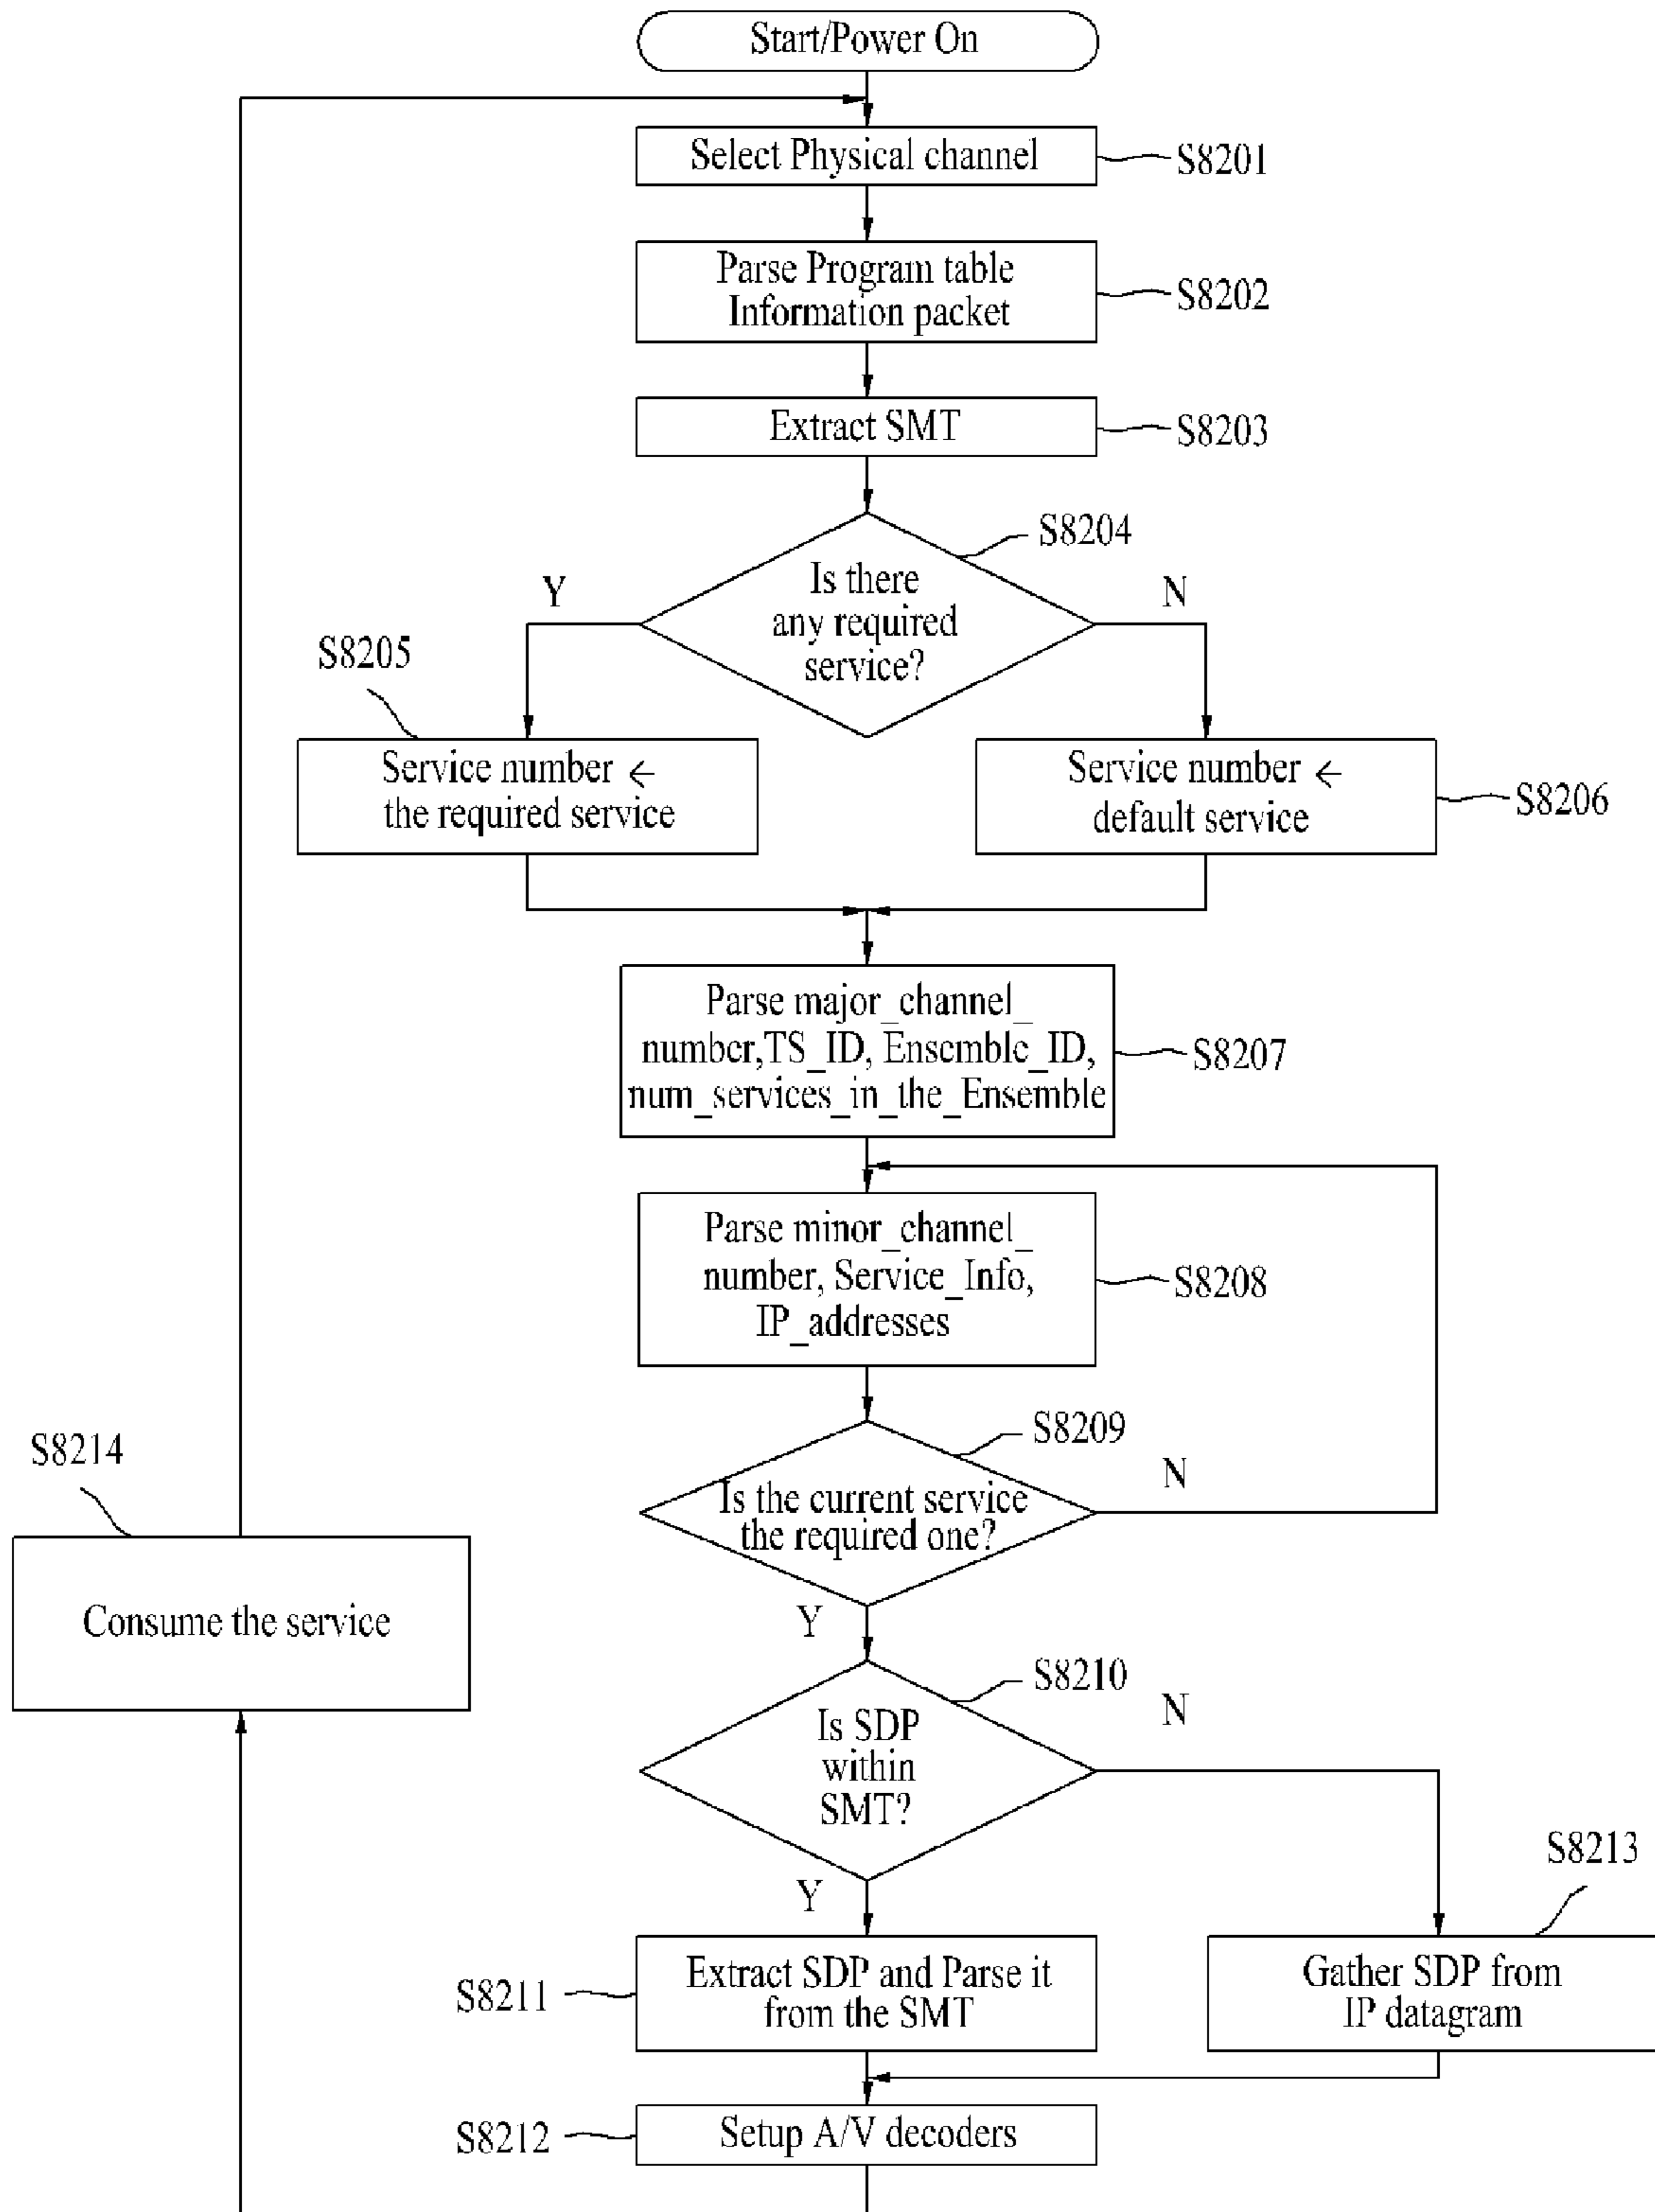 Start/Power On
Select Physical channel
S8201
Parse Program table
Information packet
S8202
Extract SMT
S8203
S8204
Is there
any required
service?
Y
N
S8205
Service number ←
the required service
Service number ←
default service
S8206
Parse major_channel_
number,TS_ID, Ensemble_ID,
num_services_in_the_Ensemble
S8207
Parse minor_channel_
number, Service_Info,
IP_addresses
S8208
S8209
Is the current service
the required one?
N
Y
S8214
Consume the service
S8210
Is SDP
within
SMT?
N
Y
S8213
S8211
Extract SDP and Parse it
from the SMT
Gather SDP from
IP datagram
S8212
Setup A/V decoders